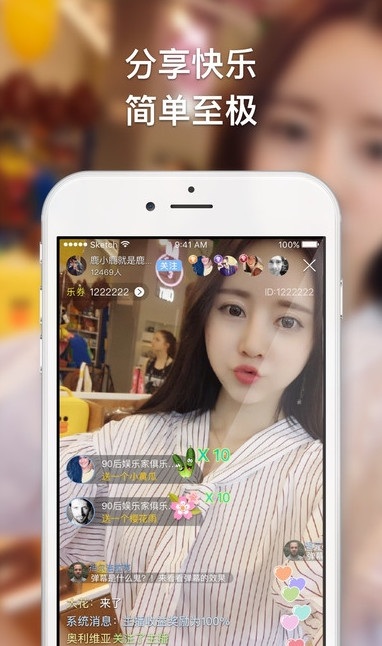 分享快乐
简单至极
Sketch
9:41 AM
100%
鹿小鹿就是鹿...
12469人
关注
乐券 1222222
ID:1222222
X 10
90后娱乐家俱乐...
送一个小黄瓜
X 10
90后娱乐家俱乐...
送一个樱花雨
弹幕是什么鬼?！来看看弹幕的效果
大花：来了
系统消息：主播收益奖励为100%
奥利维亚关注了主播